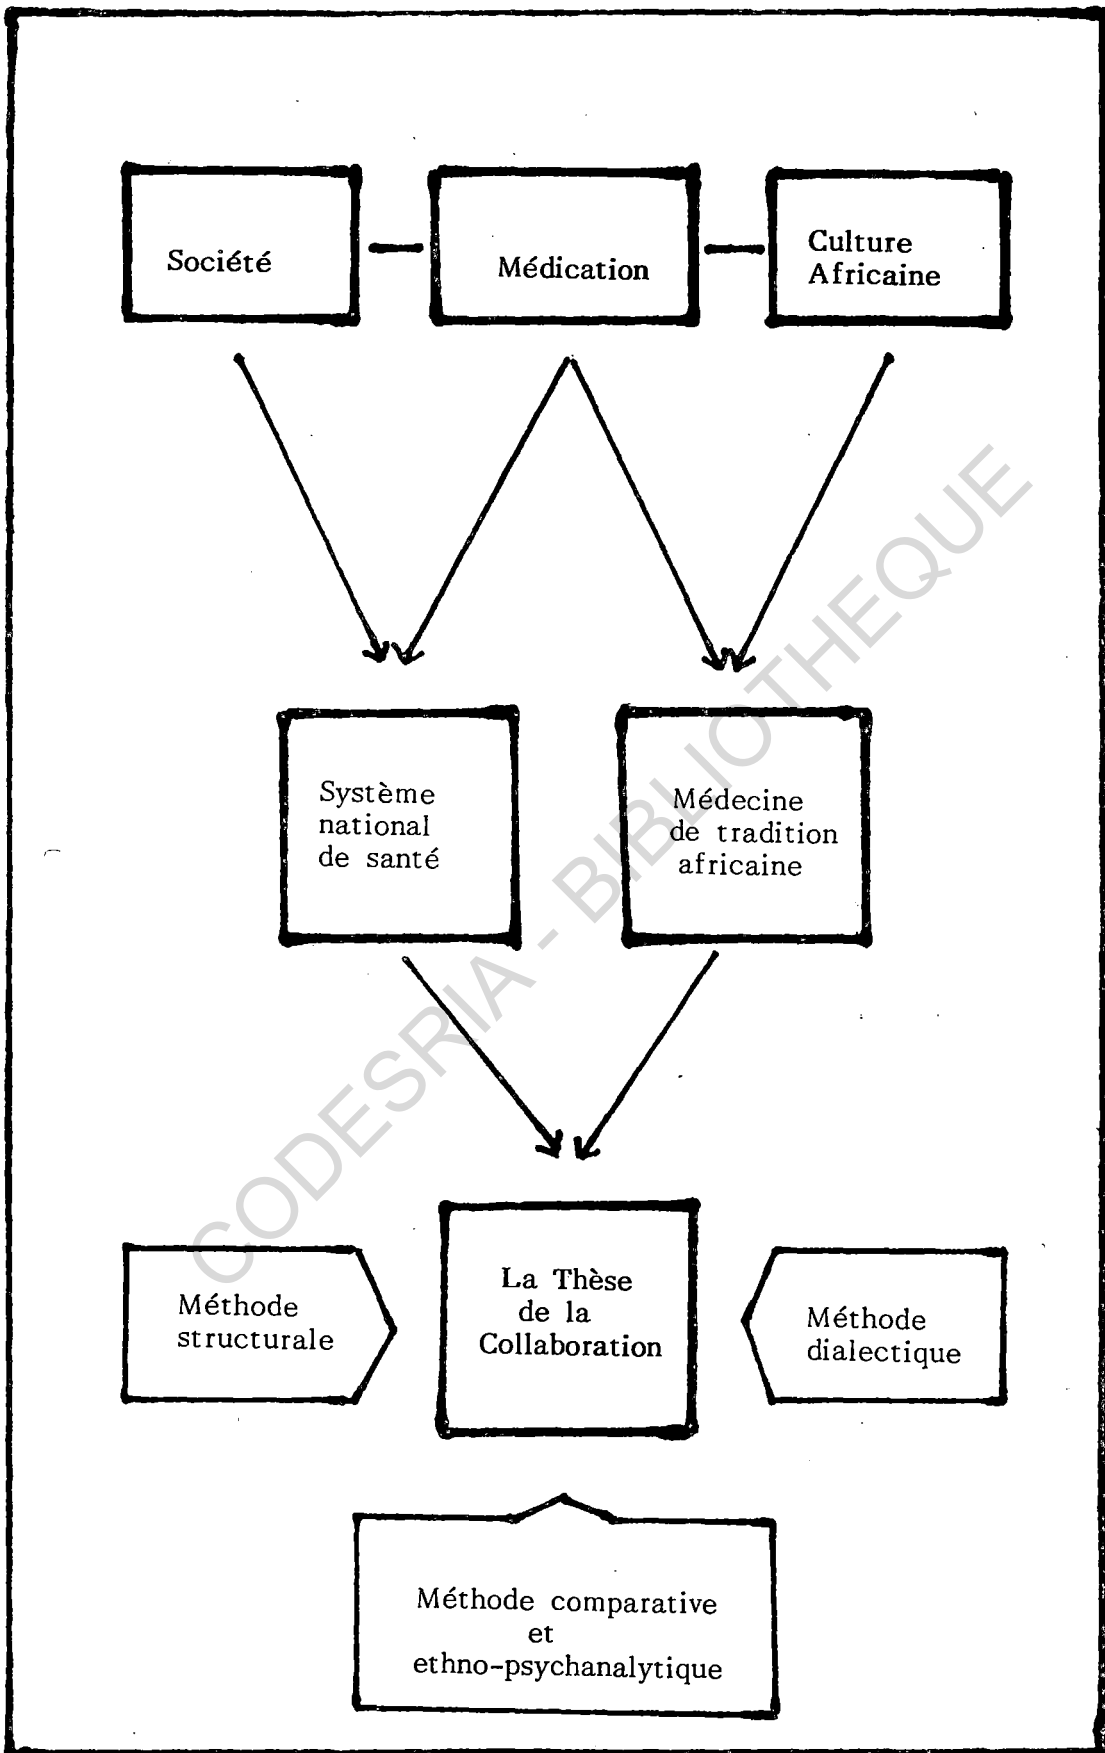 Société
Médication
Culture
Africaine
Système
national
de santé
Médecine
de tradition
africaine
La Thèse
de la
Collaboration
Méthode
structurale
Méthode
dialectique
Méthode comparative
et
ethno-psychanalytique
CODESRIA - BIBLIOTHEQUE